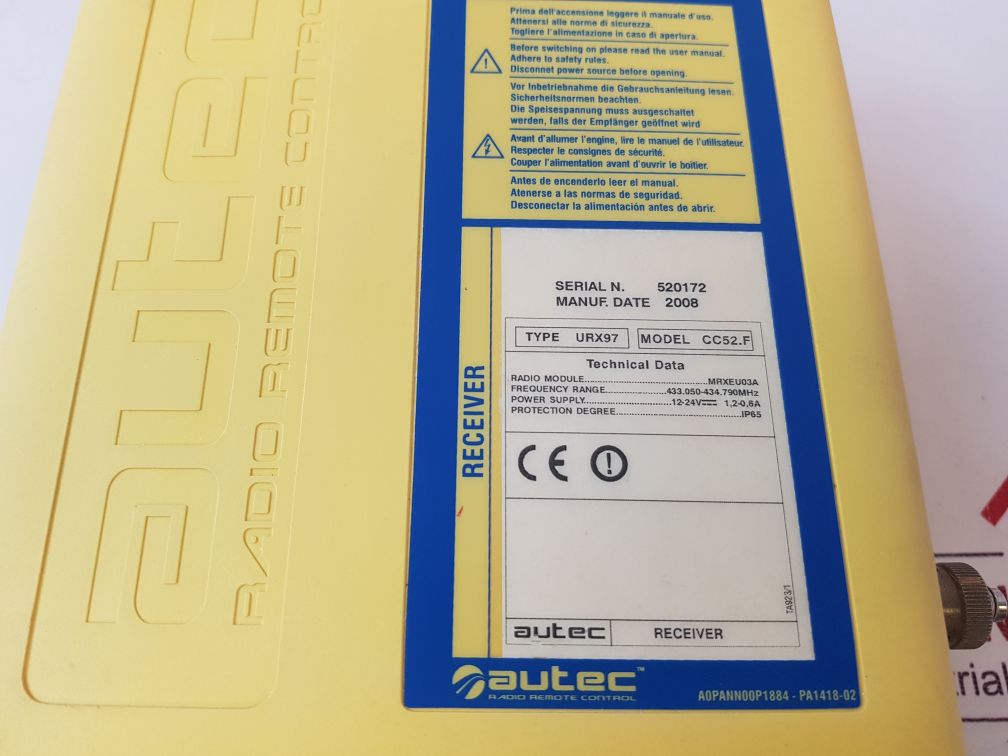 Prima dell'accensione leggere il manuale d'uso.
Attenersi alle norme di sicurezza.
Togliere l'alimentazione in caso di apertura.
Before switching on please read the user manual.
Adhere to safety rules.
Disconnet power source before opening.
Vor Inbetriebnahme die Gebrauchsanleitung lesen.
Sicherheitsnormen beachten.
Die Speisespannung muss ausgeschaltet
werden, falls der Empfänger geöffnet wird
Avant d'allumer l'engine, lire le manuel de l'utilisateur.
Respecter le consignes de sécurité.
Couper l'alimentation avant d'ouvrir le boitier.
Antes de encenderlo leer el manual.
Atenerse a las normas de seguridad.
Desconectar la alimentación antes de abrir.
RECEIVER
SERIAL N. 520172
MANUF. DATE 2008
TYPE URX97 MODEL CC52.F
Technical Data
RADIO MODULE..............................MRXEU03A
FREQUENCY RANGE...............433.050-434.790MHz
POWER SUPPLY.....................12-24V⎓ 1,2-0,6A
PROTECTION DEGREE...............................IP65
CE
TA923/1
autec RECEIVER
autec™
RADIO REMOTE CONTROL
A0PANN00P1884 - PA1418-02
autec
RADIO REMOTE CONTRO
trial